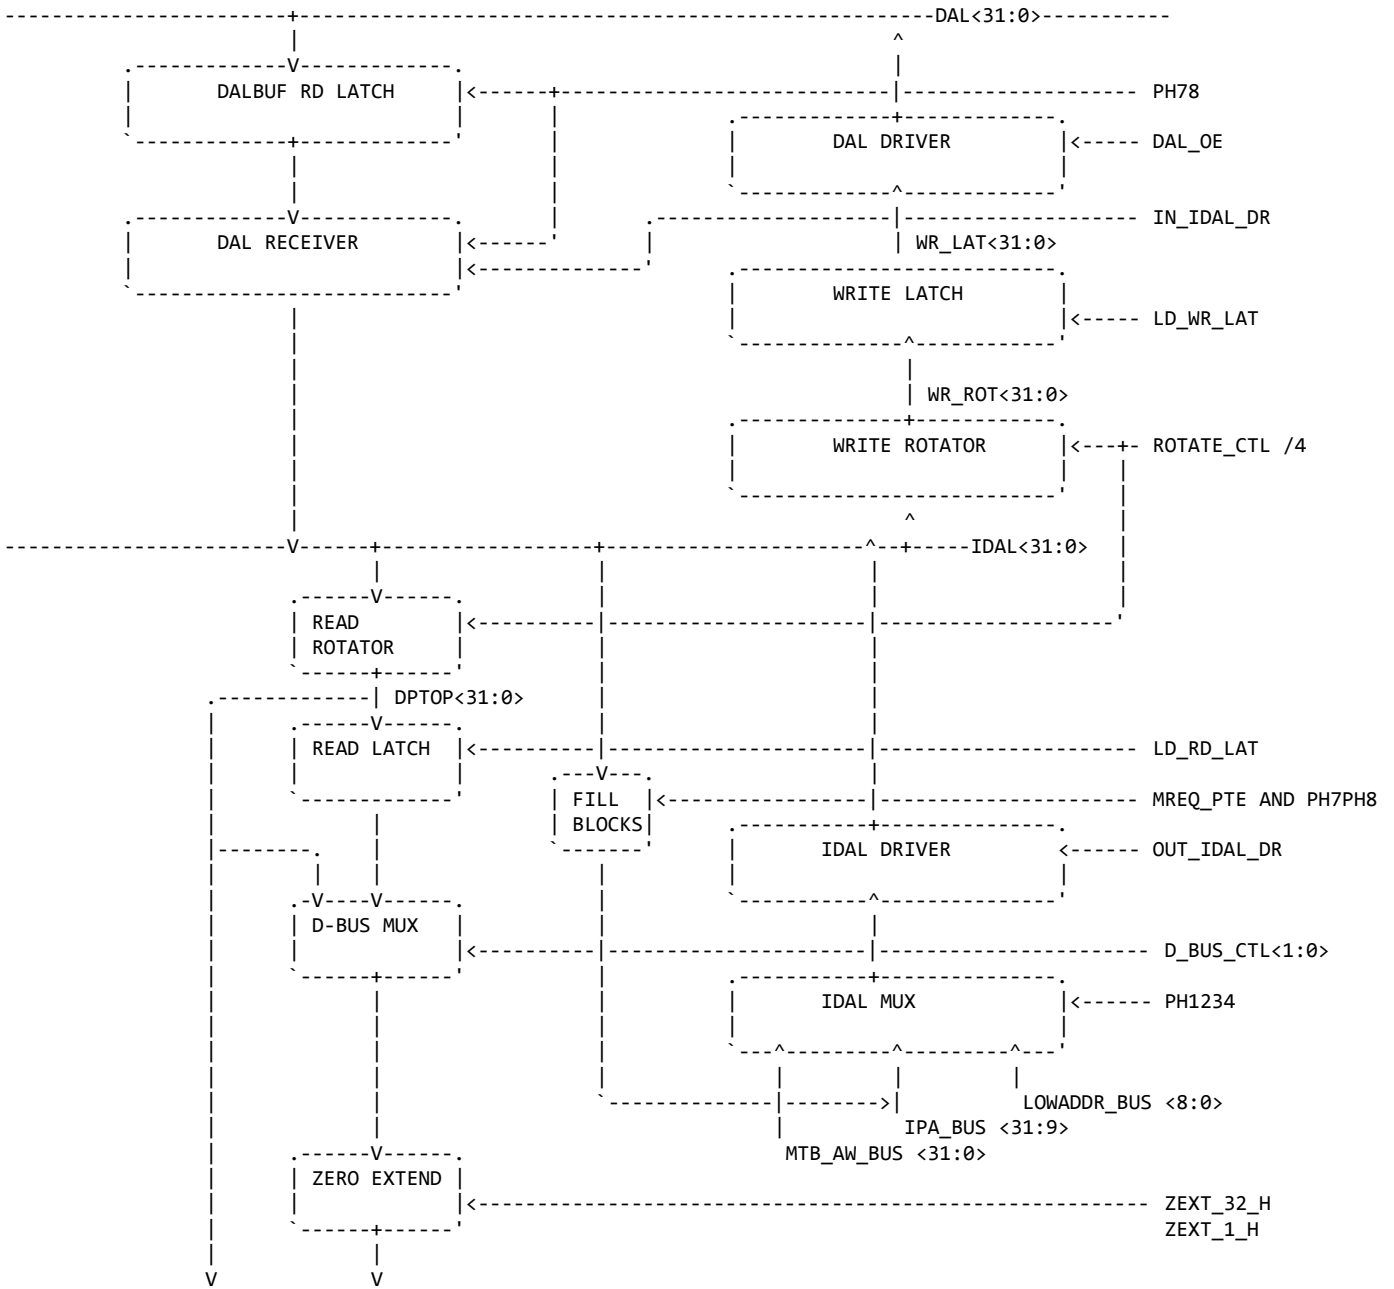 DAL<31:0>
DALBUF RD LATCH PH78
DAL DRIVER DAL_OE
IN_IDAL_DR
DAL RECEIVER WR_LAT<31:0>
WRITE LATCH
LD_WR_LAT
WR_ROT<31:0>
WRITE ROTATOR ROTATE_CTL /4
IDAL<31:0>
READ
ROTATOR
DPTOP<31:0>
READ LATCH LD_RD_LAT
FILL MREQ_PTE AND PH7PH8
BLOCKS
IDAL DRIVER OUT_IDAL_DR
D-BUS MUX
D_BUS_CTL<1:0>
IDAL MUX PH1234
LOWADDR_BUS <8:0>
IPA_BUS <31:9>
MTB_AW_BUS <31:0>
ZERO EXTEND
ZEXT_32_H
ZEXT_1_H